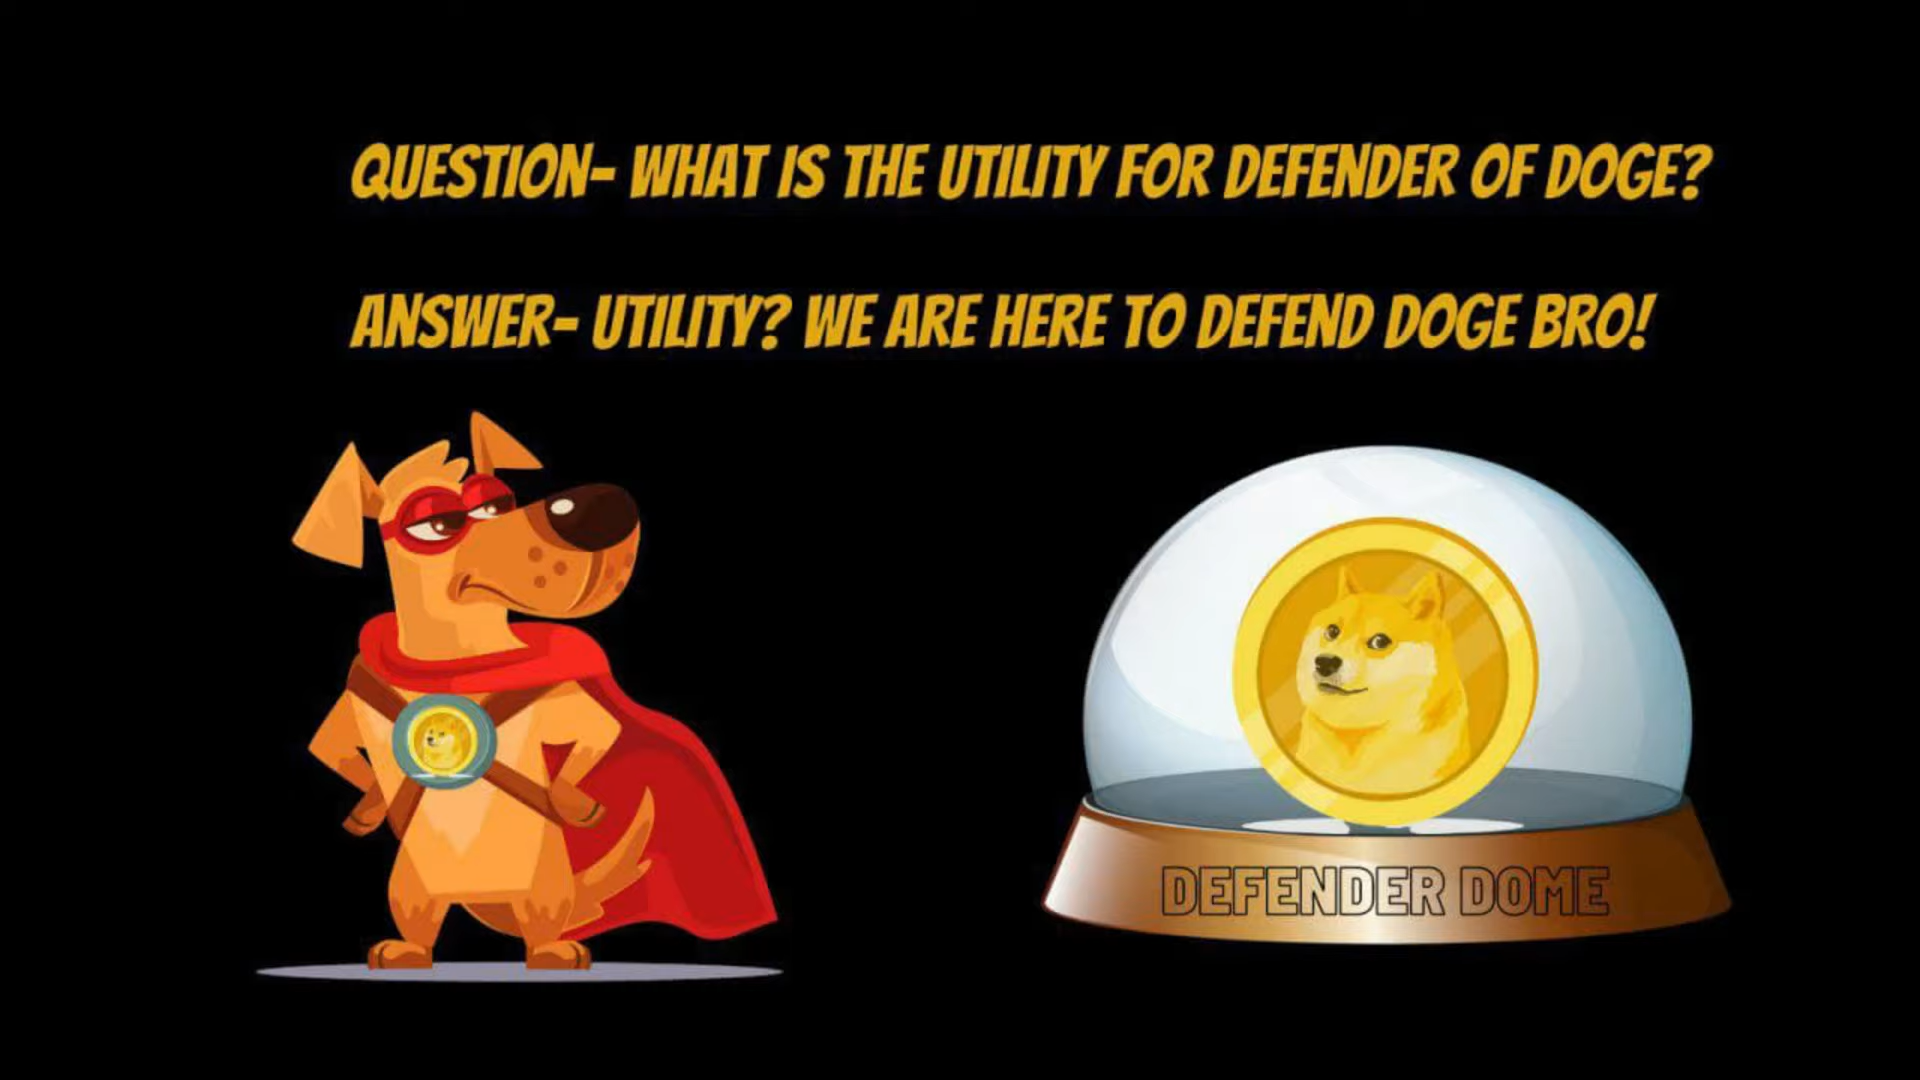 QUESTION- WHAT IS THE UTILITY FOR DEFENDER OF DOGE?
ANSWER- UTILITY? WE ARE HERE TO DEFEND DOGE BRO!
DEFENDER DOME